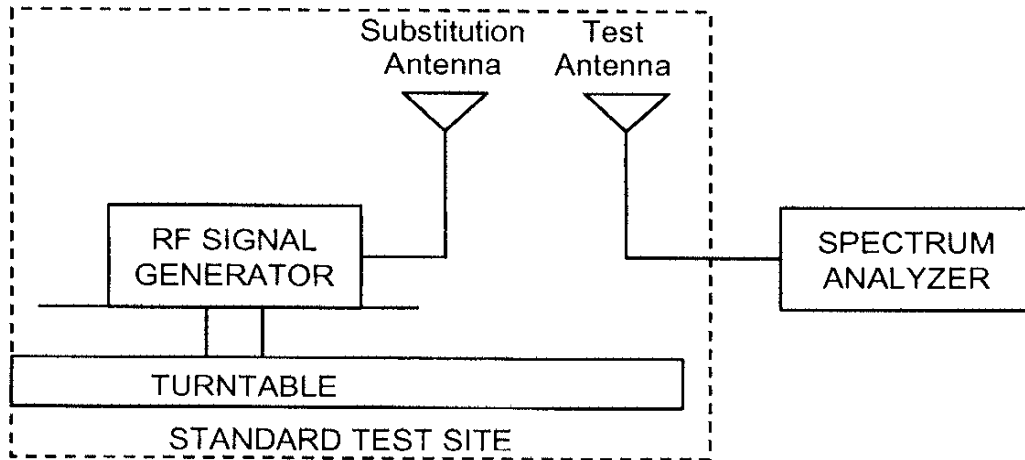 Substitution
Antenna
Test
Antenna
RF SIGNAL
GENERATOR
SPECTRUM
ANALYZER
TURNTABLE
STANDARD TEST SITE